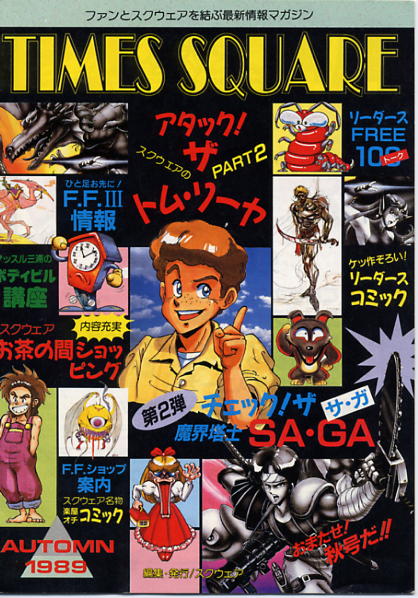 ファンとスクウェアを結ぶ最新情報マガジン
TIMES SQUARE
アタック!
ザ
PART2
スクウェアの
トム・ソーヤ
リーダース
FREE
100
トーク
ひと足お先に!
F.F.III
情報
マッスル三浦の
ボディビル
講座
ケッ作ぞろい!
リーダース
コミック
スクウェア
内容充実
お茶の間ショッ
ピング
第2弾
チェック!ザ
サ・ガ
魔界塔士
SA・GA
F.F.ショップ
案内
スクウェア名物
楽屋
オチ
コミック
おまたせ!
秋号だ!!
AUTOMN
1989
編集・発行/スクウェア